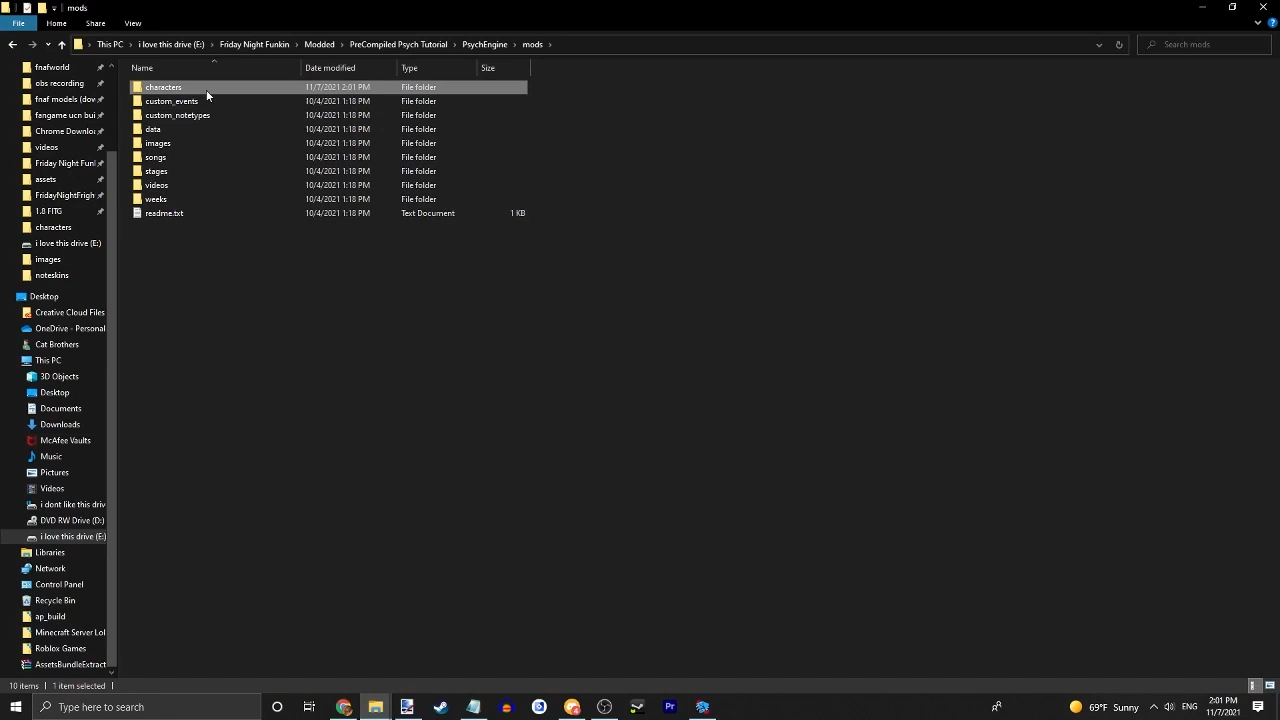 mods
File Home Share View
This PC › i love this drive (E:) › Friday Night Funkin › Modded › PreCompiled Psych Tutorial › PsychEngine › mods ›
Search mods
Name Date modified Type Size
characters 11/7/2021 2:01 PM File folder
custom_events 10/4/2021 1:18 PM File folder
custom_notetypes 10/4/2021 1:18 PM File folder
data 10/4/2021 1:18 PM File folder
images 10/4/2021 1:18 PM File folder
songs 10/4/2021 1:18 PM File folder
stages 10/4/2021 1:18 PM File folder
videos 10/4/2021 1:18 PM File folder
weeks 10/4/2021 1:18 PM File folder
readme.txt 10/4/2021 1:18 PM Text Document 1 KB
fnafworld
obs recording
fnaf models (dow
fangame ucn bui
Chrome Downloa
videos
Friday Night Funl
assets
FridayNightFrigh
1.8 FITG
characters
i love this drive (E:)
images
noteskins
Desktop
Creative Cloud Files
OneDrive - Personal
Cat Brothers
This PC
3D Objects
Desktop
Documents
Downloads
McAfee Vaults
Music
Pictures
Videos
i dont like this driv
DVD RW Drive (D:)
i love this drive (E:)
Libraries
Network
Control Panel
Recycle Bin
ap_build
Minecraft Server Lol
Roblox Games
AssetsBundleExtract
10 items 1 item selected
Type here to search
69°F Sunny
ENG
2:01 PM
11/7/2021